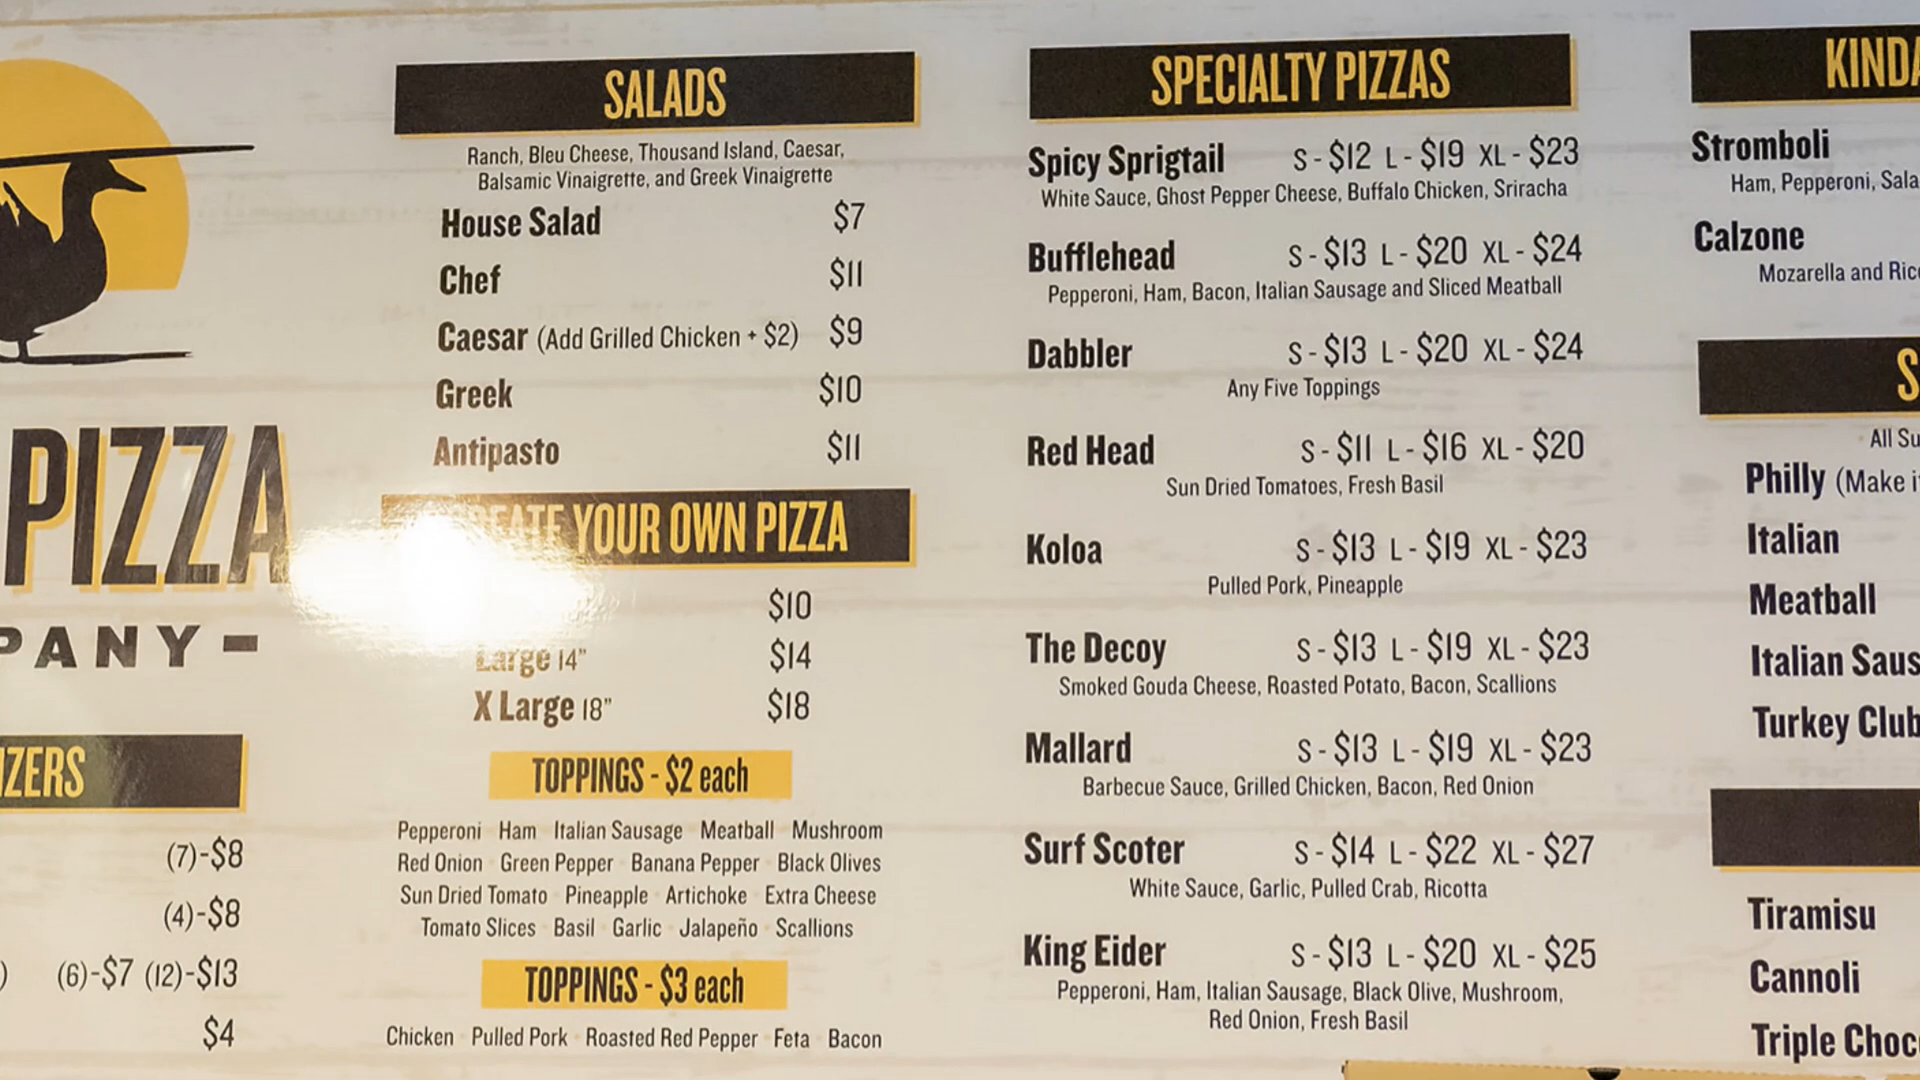 PIZZA
PANY
IZERS
(7)-$8
(4)-$8
) (6)-$7 (12)-$13
$4
SALADS
Ranch, Bleu Cheese, Thousand Island, Caesar,
Balsamic Vinaigrette, and Greek Vinaigrette
House Salad $7
Chef $11
Caesar (Add Grilled Chicken + $2) $9
Greek $10
Antipasto $11
CREATE YOUR OWN PIZZA
$10
Large 14" $14
X Large 18" $18
TOPPINGS - $2 each
Pepperoni Ham Italian Sausage Meatball Mushroom
Red Onion Green Pepper Banana Pepper Black Olives
Sun Dried Tomato Pineapple Artichoke Extra Cheese
Tomato Slices Basil Garlic Jalapeño Scallions
TOPPINGS - $3 each
Chicken Pulled Pork Roasted Red Pepper Feta Bacon
SPECIALTY PIZZAS
Spicy Sprigtail S - $12 L - $19 XL - $23
White Sauce, Ghost Pepper Cheese, Buffalo Chicken, Sriracha
Bufflehead S - $13 L - $20 XL - $24
Pepperoni, Ham, Bacon, Italian Sausage and Sliced Meatball
Dabbler S - $13 L - $20 XL - $24
Any Five Toppings
Red Head S - $11 L - $16 XL - $20
Sun Dried Tomatoes, Fresh Basil
Koloa S - $13 L - $19 XL - $23
Pulled Pork, Pineapple
The Decoy S - $13 L - $19 XL - $23
Smoked Gouda Cheese, Roasted Potato, Bacon, Scallions
Mallard S - $13 L - $19 XL - $23
Barbecue Sauce, Grilled Chicken, Bacon, Red Onion
Surf Scoter S - $14 L - $22 XL - $27
White Sauce, Garlic, Pulled Crab, Ricotta
King Eider S - $13 L - $20 XL - $25
Pepperoni, Ham, Italian Sausage, Black Olive, Mushroom,
Red Onion, Fresh Basil
KINDA
Stromboli
Ham, Pepperoni, Sala
Calzone
Mozarella and Rico
S
All Su
Philly (Make i
Italian
Meatball
Italian Saus
Turkey Club
Tiramisu
Cannoli
Triple Choc